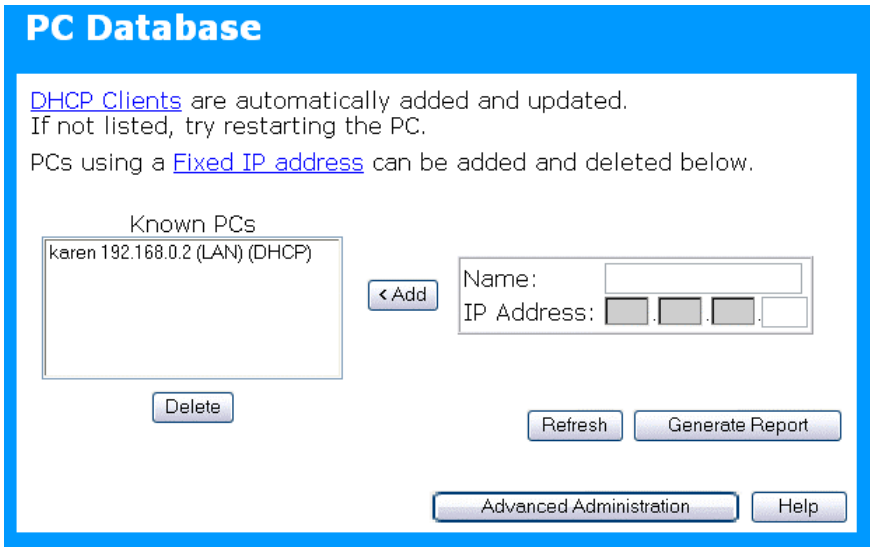 PC Database
DHCP Clients are automatically added and updated.
If not listed, try restarting the PC.
PCs using a Fixed IP address can be added and deleted below.
Known PCs
karen 192.168.0.2 (LAN) (DHCP)
< Add
Name:
IP Address: . . .
Delete
Refresh
Generate Report
Advanced Administration
Help